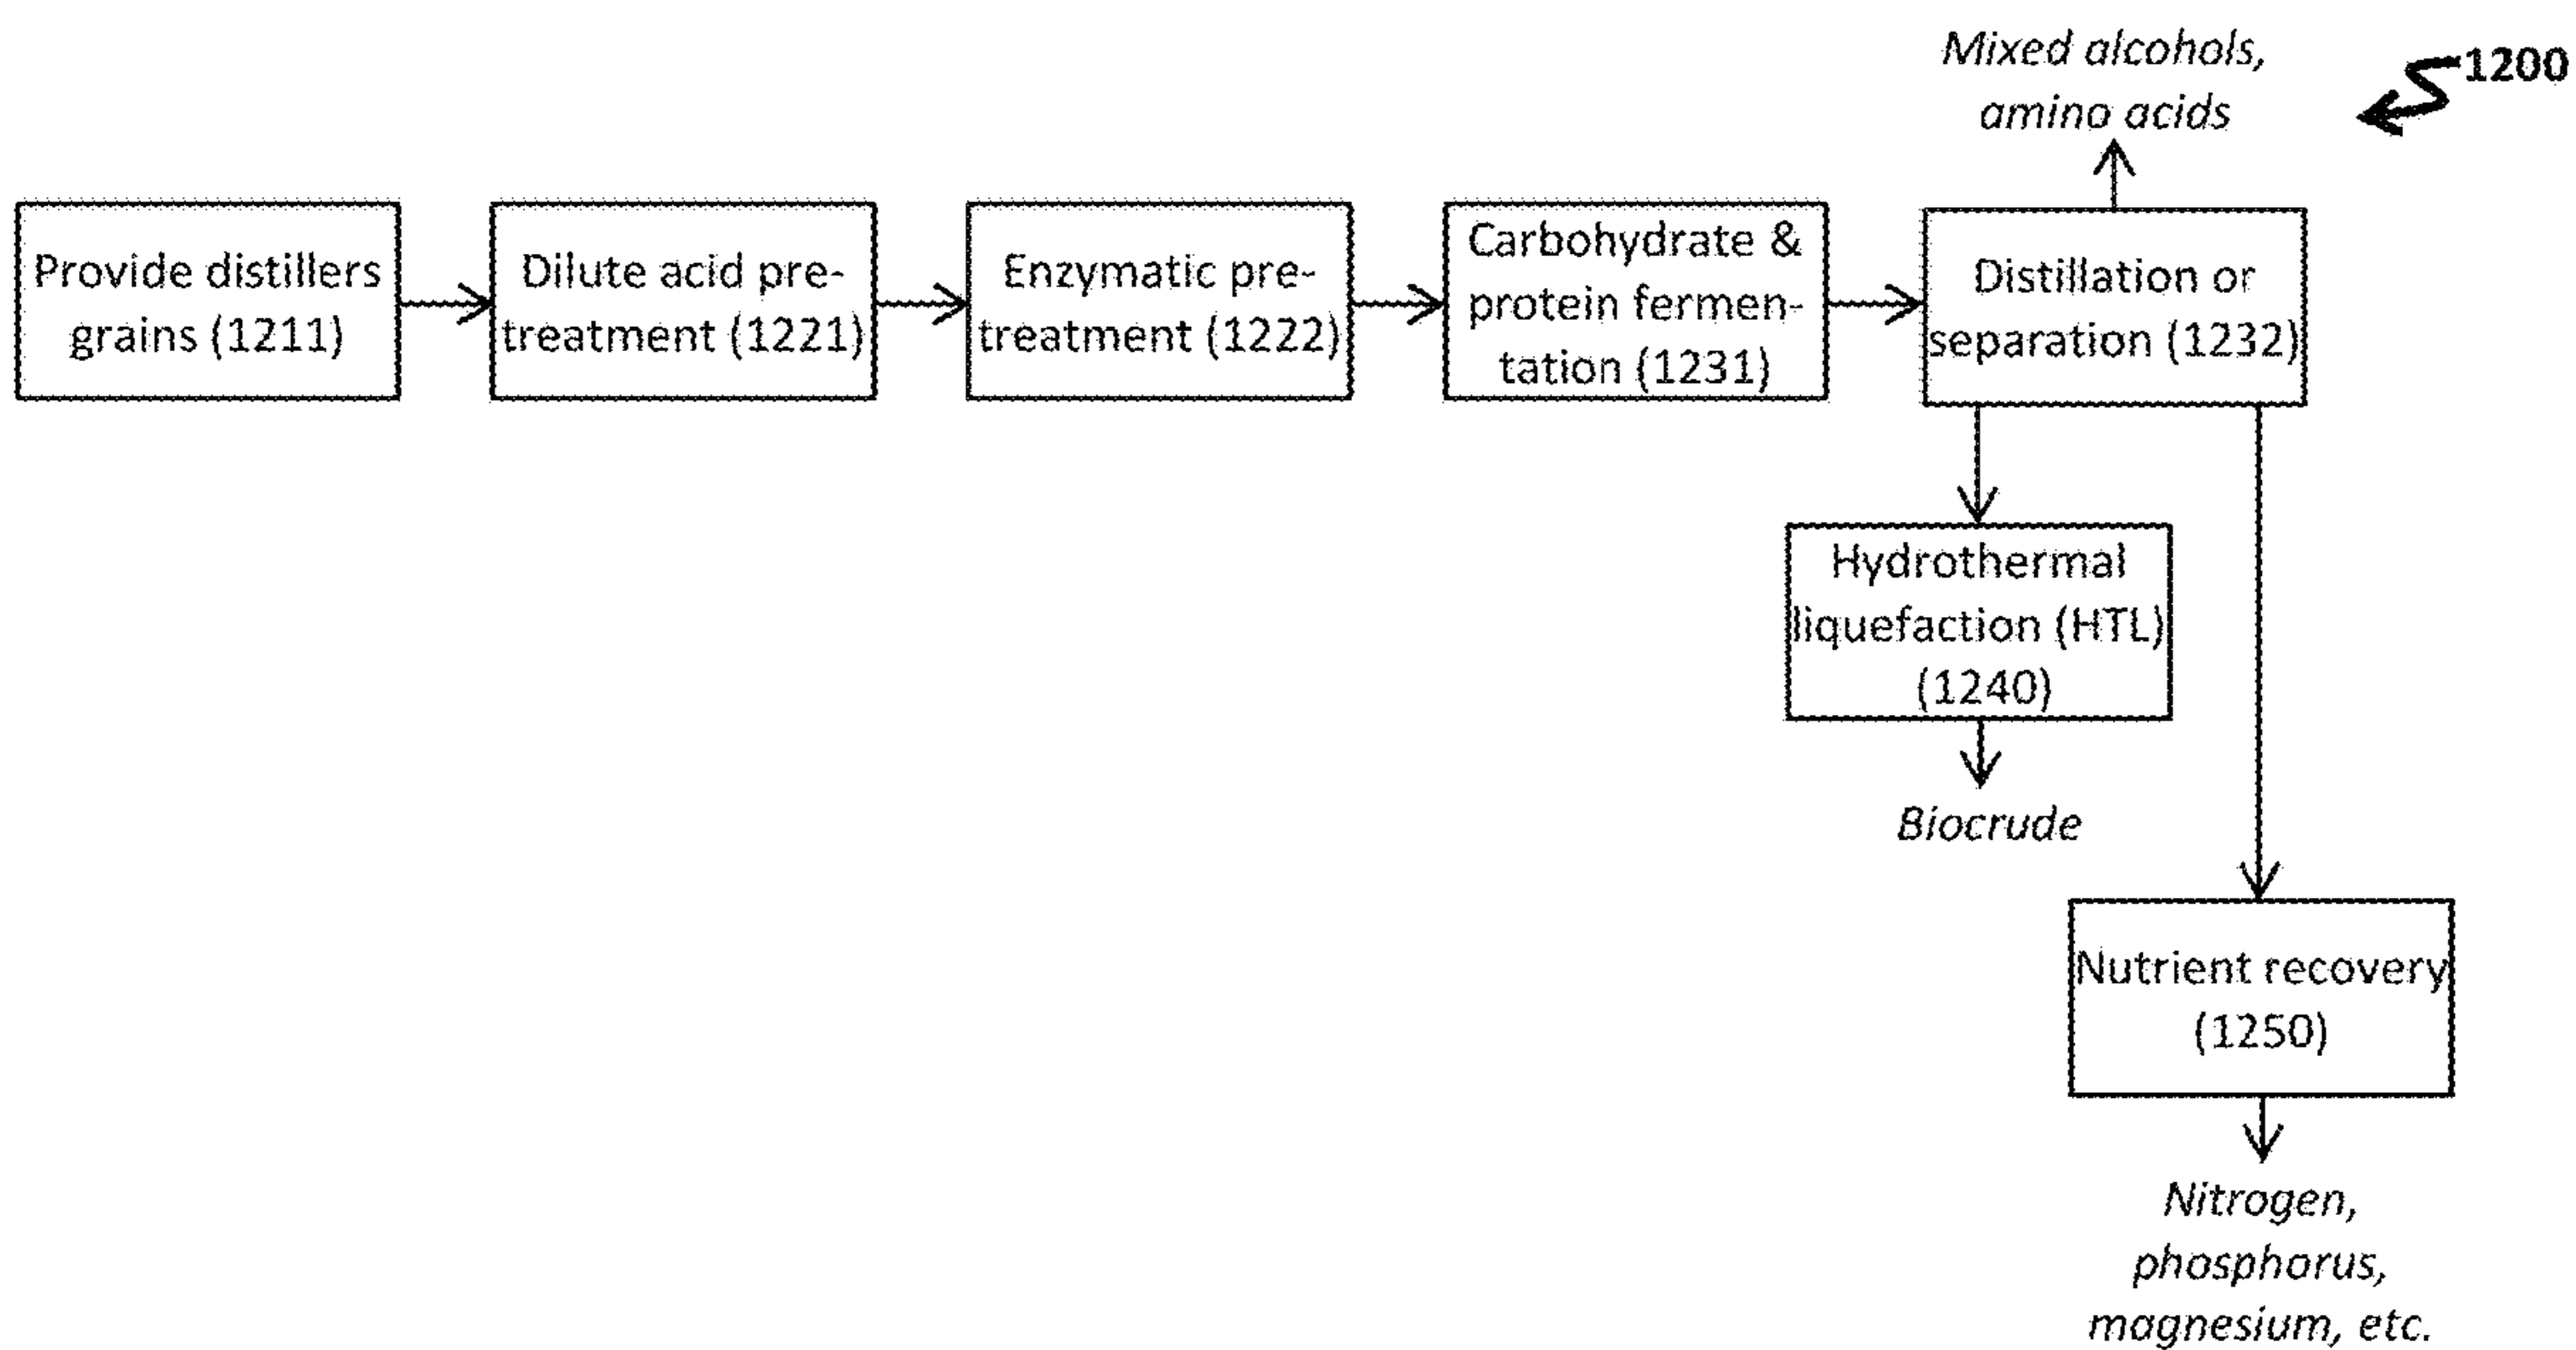 Mixed alcohols,
amino acids
1200
Provide distillers
grains (1211)
Dilute acid pre-
treatment (1221)
Enzymatic pre-
treatment (1222)
Carbohydrate &
protein fermen-
tation (1231)
Distillation or
separation (1232)
Hydrothermal
liquefaction (HTL)
(1240)
Biocrude
Nutrient recovery
(1250)
Nitrogen,
phosphorus,
magnesium, etc.